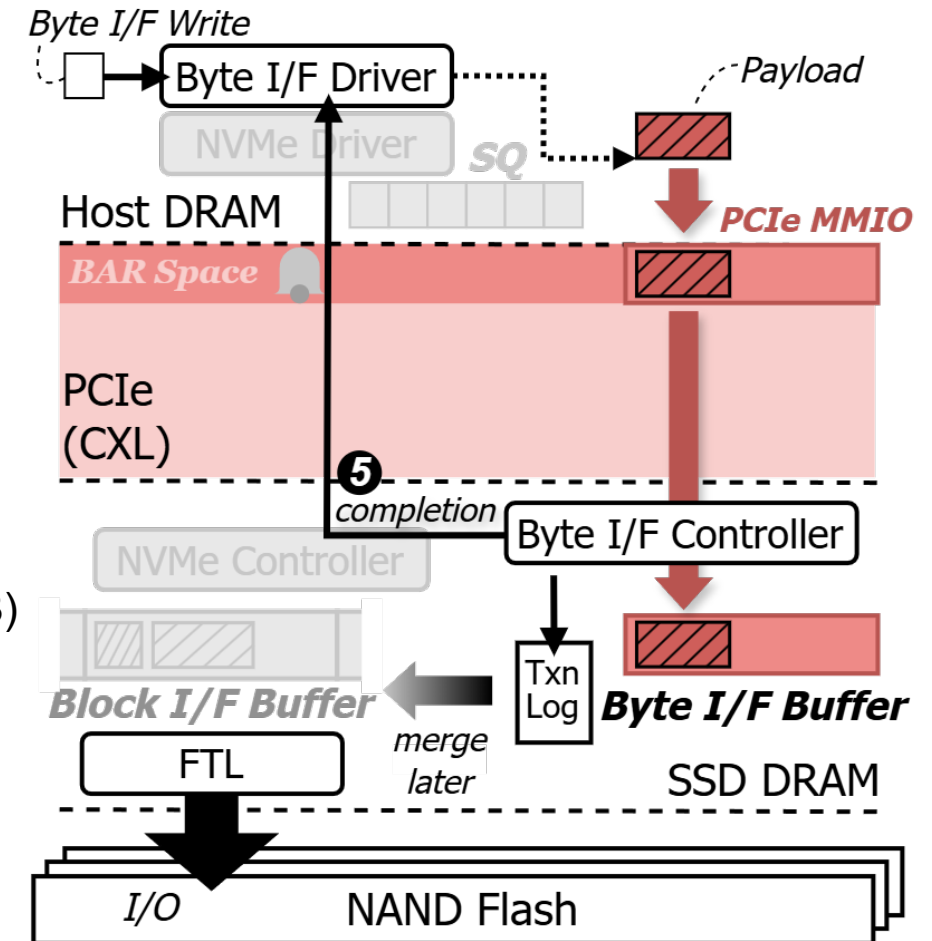 Byte I/F Write
Byte I/F Driver
Payload
NVMe Driver
SQ
Host DRAM
PCIe MMIO
BAR Space
PCIe
(CXL)
5
completion
Byte I/F Controller
NVMe Controller
)
Txn
Log
Block I/F Buffer
Byte I/F Buffer
merge
later
FTL
SSD DRAM
I/O
NAND Flash